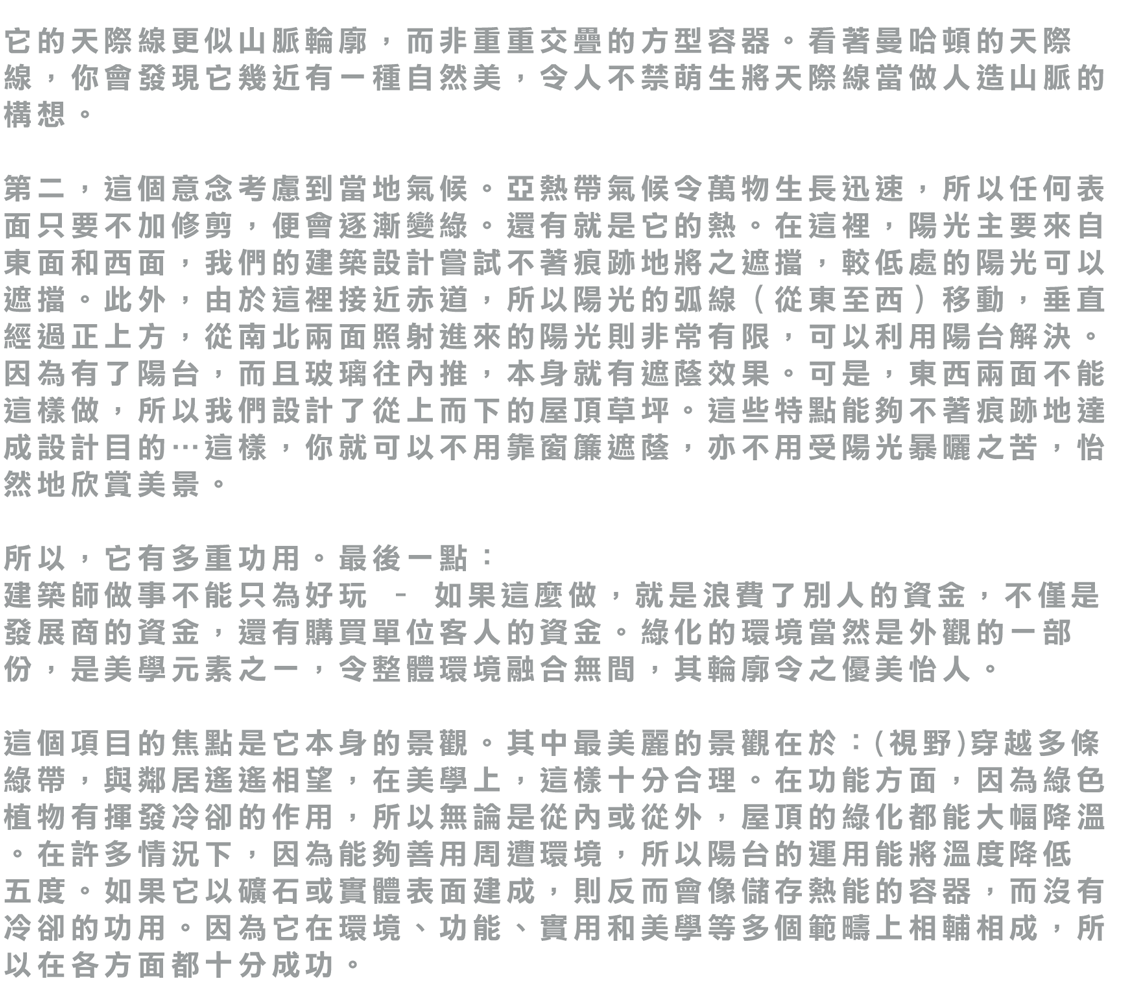 它的天際線更似山脈輪廓，而非重重交疊的方型容器。看著曼哈頓的天際
線，你會發現它幾近有一種自然美，令人不禁萌生將天際線當做人造山脈的
構想。
第二，這個意念考慮到當地氣候。亞熱帶氣候令萬物生長迅速，所以任何表
面只要不加修剪，便會逐漸變綠。還有就是它的熱。在這裡，陽光主要來自
東面和西面，我們的建築設計嘗試不著痕跡地將之遮擋，較低處的陽光可以
遮擋。此外，由於這裡接近赤道，所以陽光的弧線（從東至西）移動，垂直
經過正上方，從南北兩面照射進來的陽光則非常有限，可以利用陽台解決。
因為有了陽台，而且玻璃往內推，本身就有遮蔭效果。可是，東西兩面不能
這樣做，所以我們設計了從上而下的屋頂草坪。這些特點能夠不著痕跡地達
成設計目的…這樣，你就可以不用靠窗簾遮蔭，亦不用受陽光暴曬之苦，怡
然地欣賞美景。
所以，它有多重功用。最後一點：
建築師做事不能只為好玩 - 如果這麼做，就是浪費了別人的資金，不僅是
發展商的資金，還有購買單位客人的資金。綠化的環境當然是外觀的一部
份，是美學元素之一，令整體環境融合無間，其輪廓令之優美怡人。
這個項目的焦點是它本身的景觀。其中最美麗的景觀在於：(視野)穿越多條
綠帶，與鄰居遙遙相望，在美學上，這樣十分合理。在功能方面，因為綠色
植物有揮發冷卻的作用，所以無論是從內或從外，屋頂的綠化都能大幅降溫
。在許多情況下，因為能夠善用周遭環境，所以陽台的運用能將溫度降低
五度。如果它以礦石或實體表面建成，則反而會像儲存熱能的容器，而沒有
冷卻的功用。因為它在環境、功能、實用和美學等多個範疇上相輔相成，所
以在各方面都十分成功。